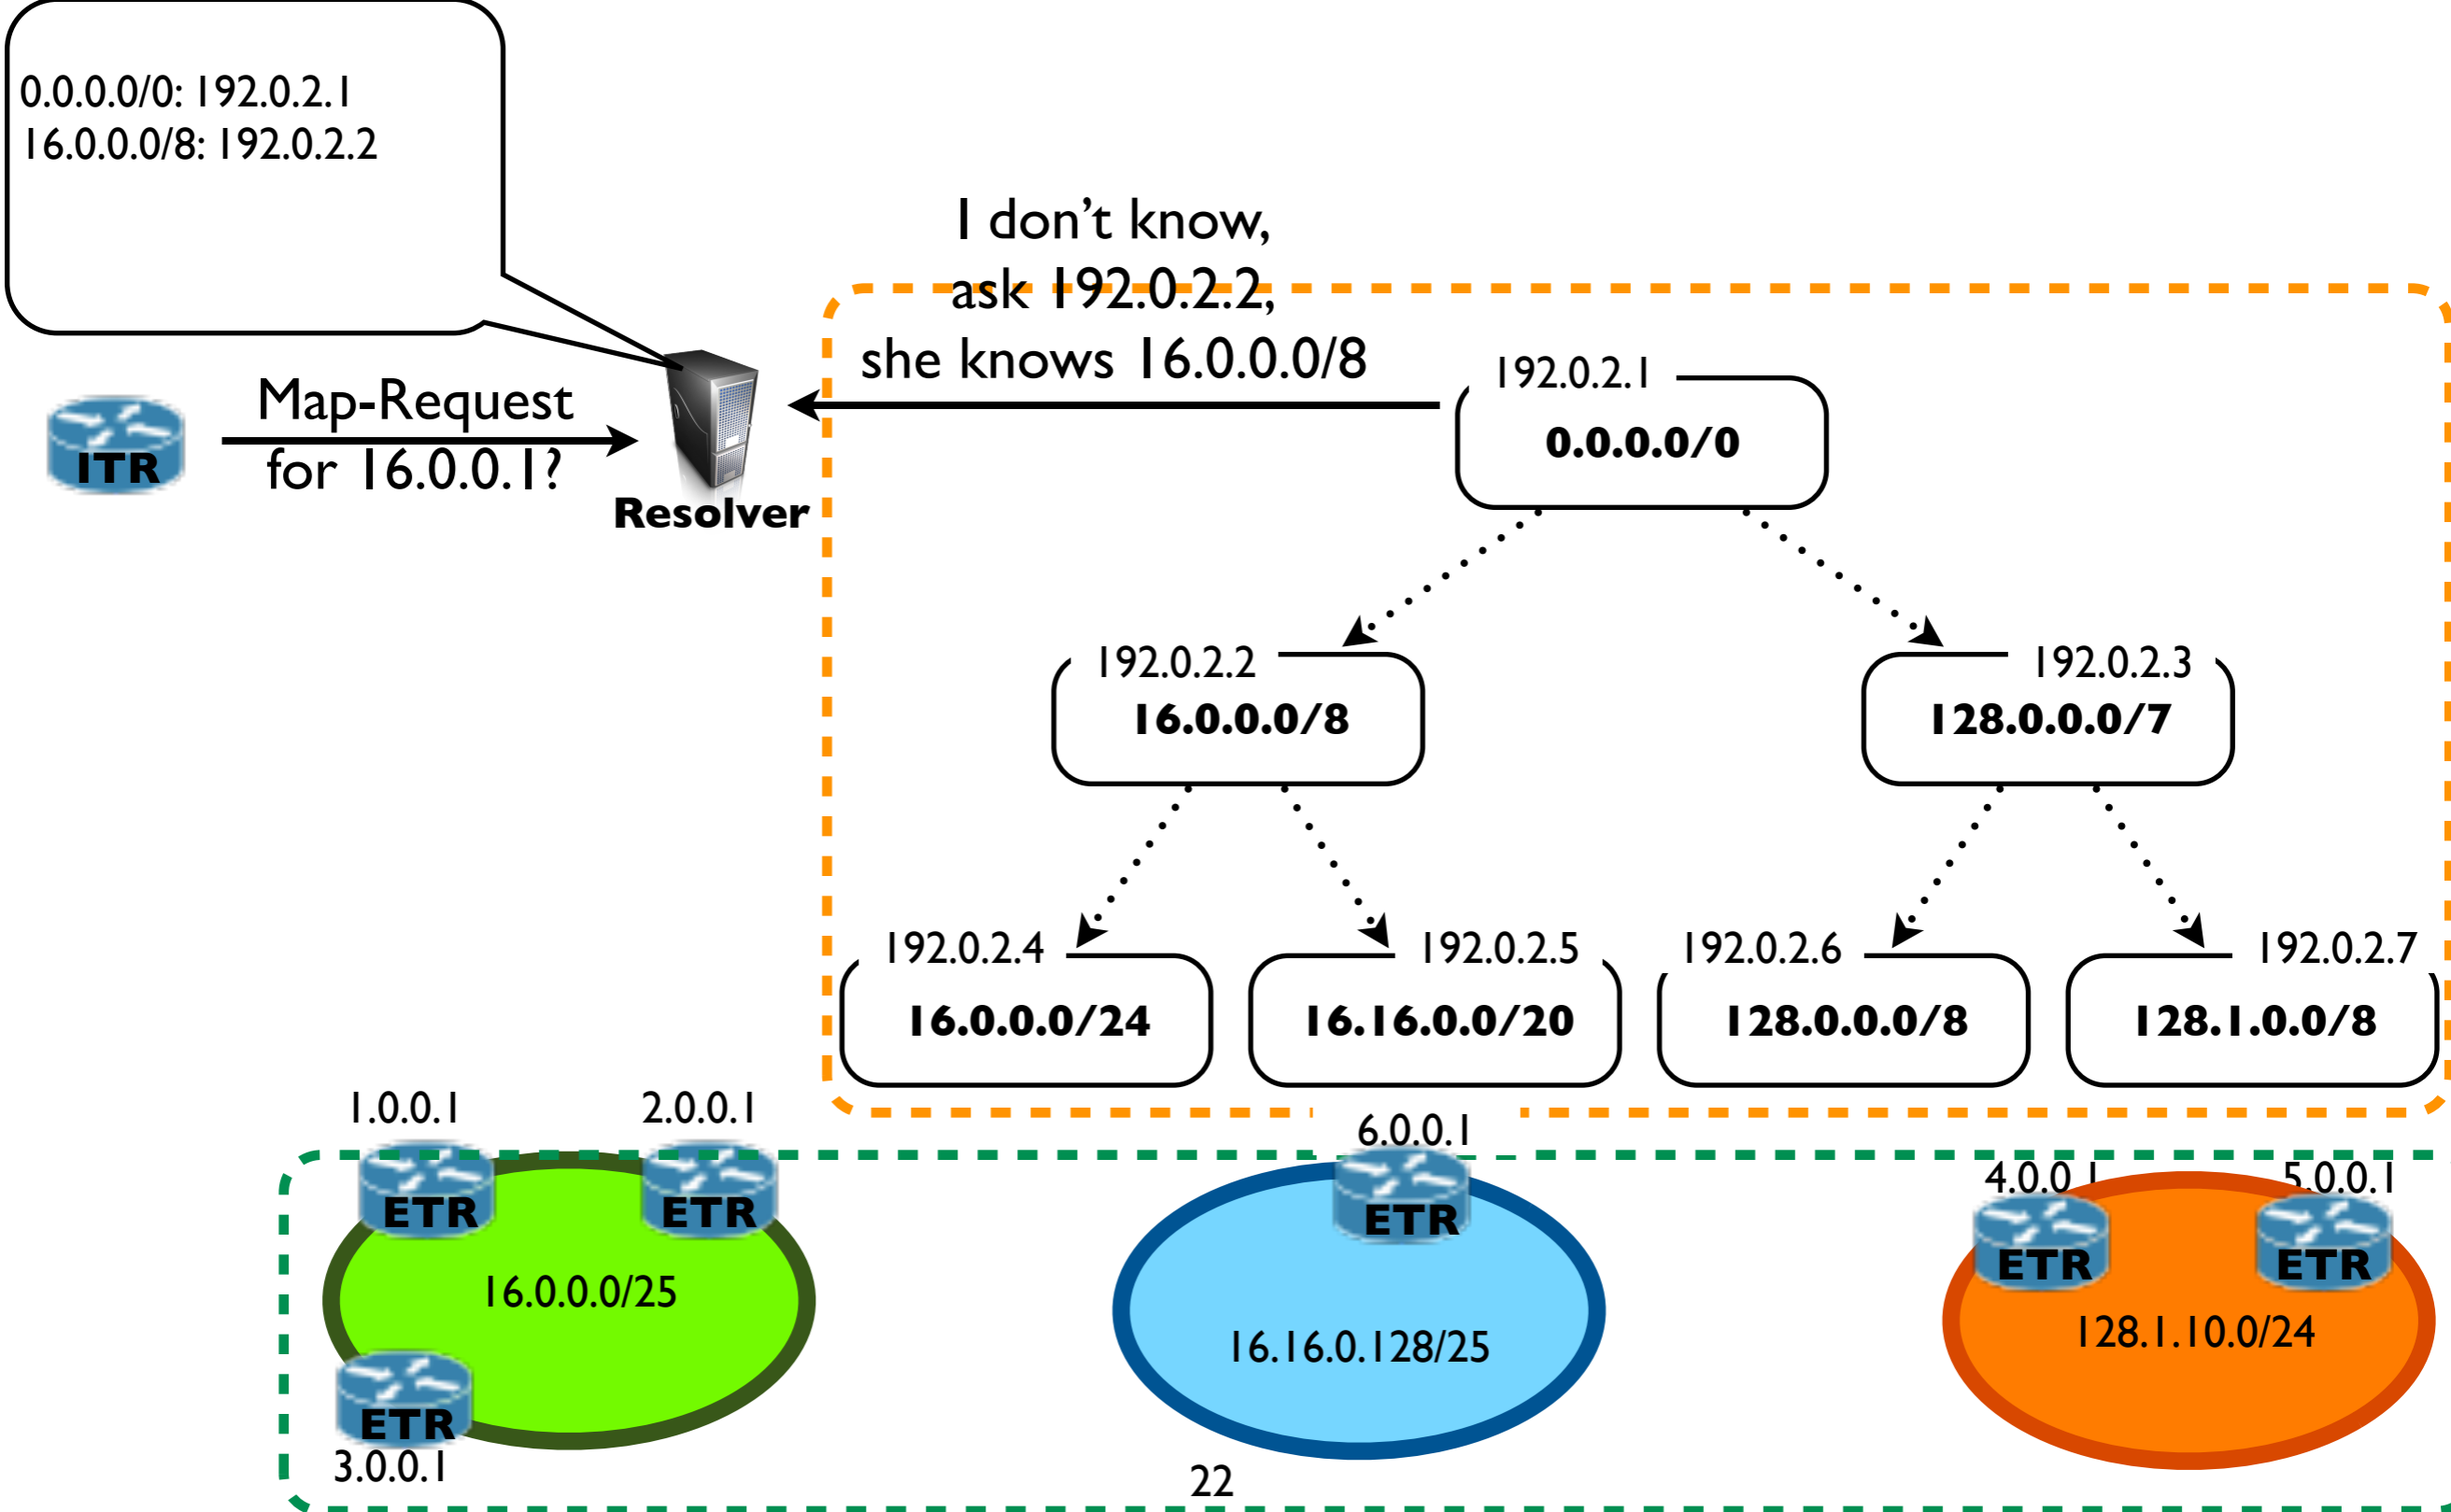 0.0.0.0/0: 192.0.2.1
16.0.0.0/8: 192.0.2.2
I don't know,
ask 192.0.2.2,
she knows 16.0.0.0/8
Map-Request
for 16.0.0.1?
ITR
Resolver
192.0.2.1
0.0.0.0/0
192.0.2.2
16.0.0.0/8
192.0.2.3
128.0.0.0/7
192.0.2.4
16.0.0.0/24
192.0.2.5
16.16.0.0/20
192.0.2.6
128.0.0.0/8
192.0.2.7
128.1.0.0/8
1.0.0.1
ETR
2.0.0.1
ETR
16.0.0.0/25
ETR
3.0.0.1
6.0.0.1
ETR
16.16.0.128/25
4.0.0.1
ETR
5.0.0.1
ETR
128.1.10.0/24
22